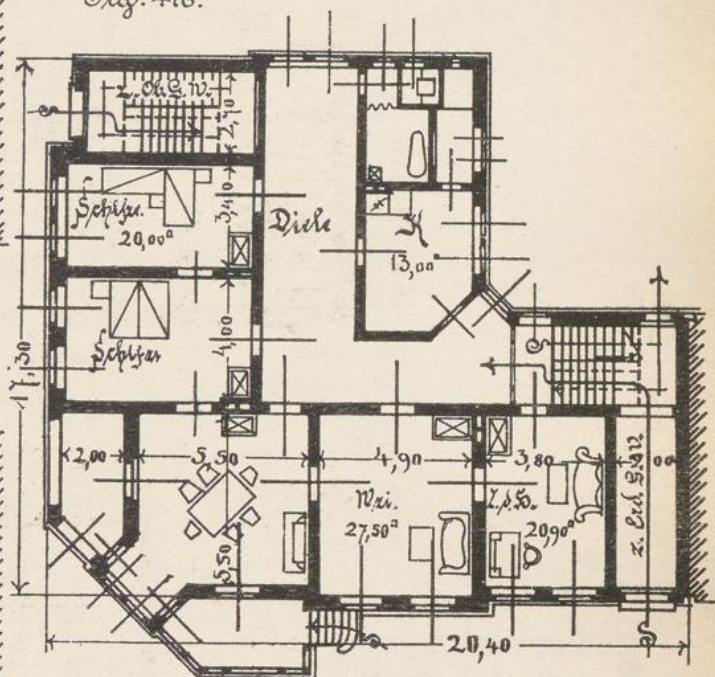 Fig. 416.
z. Ob. G. W.
2,70
Schlfz.
20,00□
3,40
Diele
K
13,00□
17,30
Schlfzr
4,00
2,00
5,50
4,90
3,80
Wzi.
27,50□
Z. d. H.
20,90□
5,50
20,40